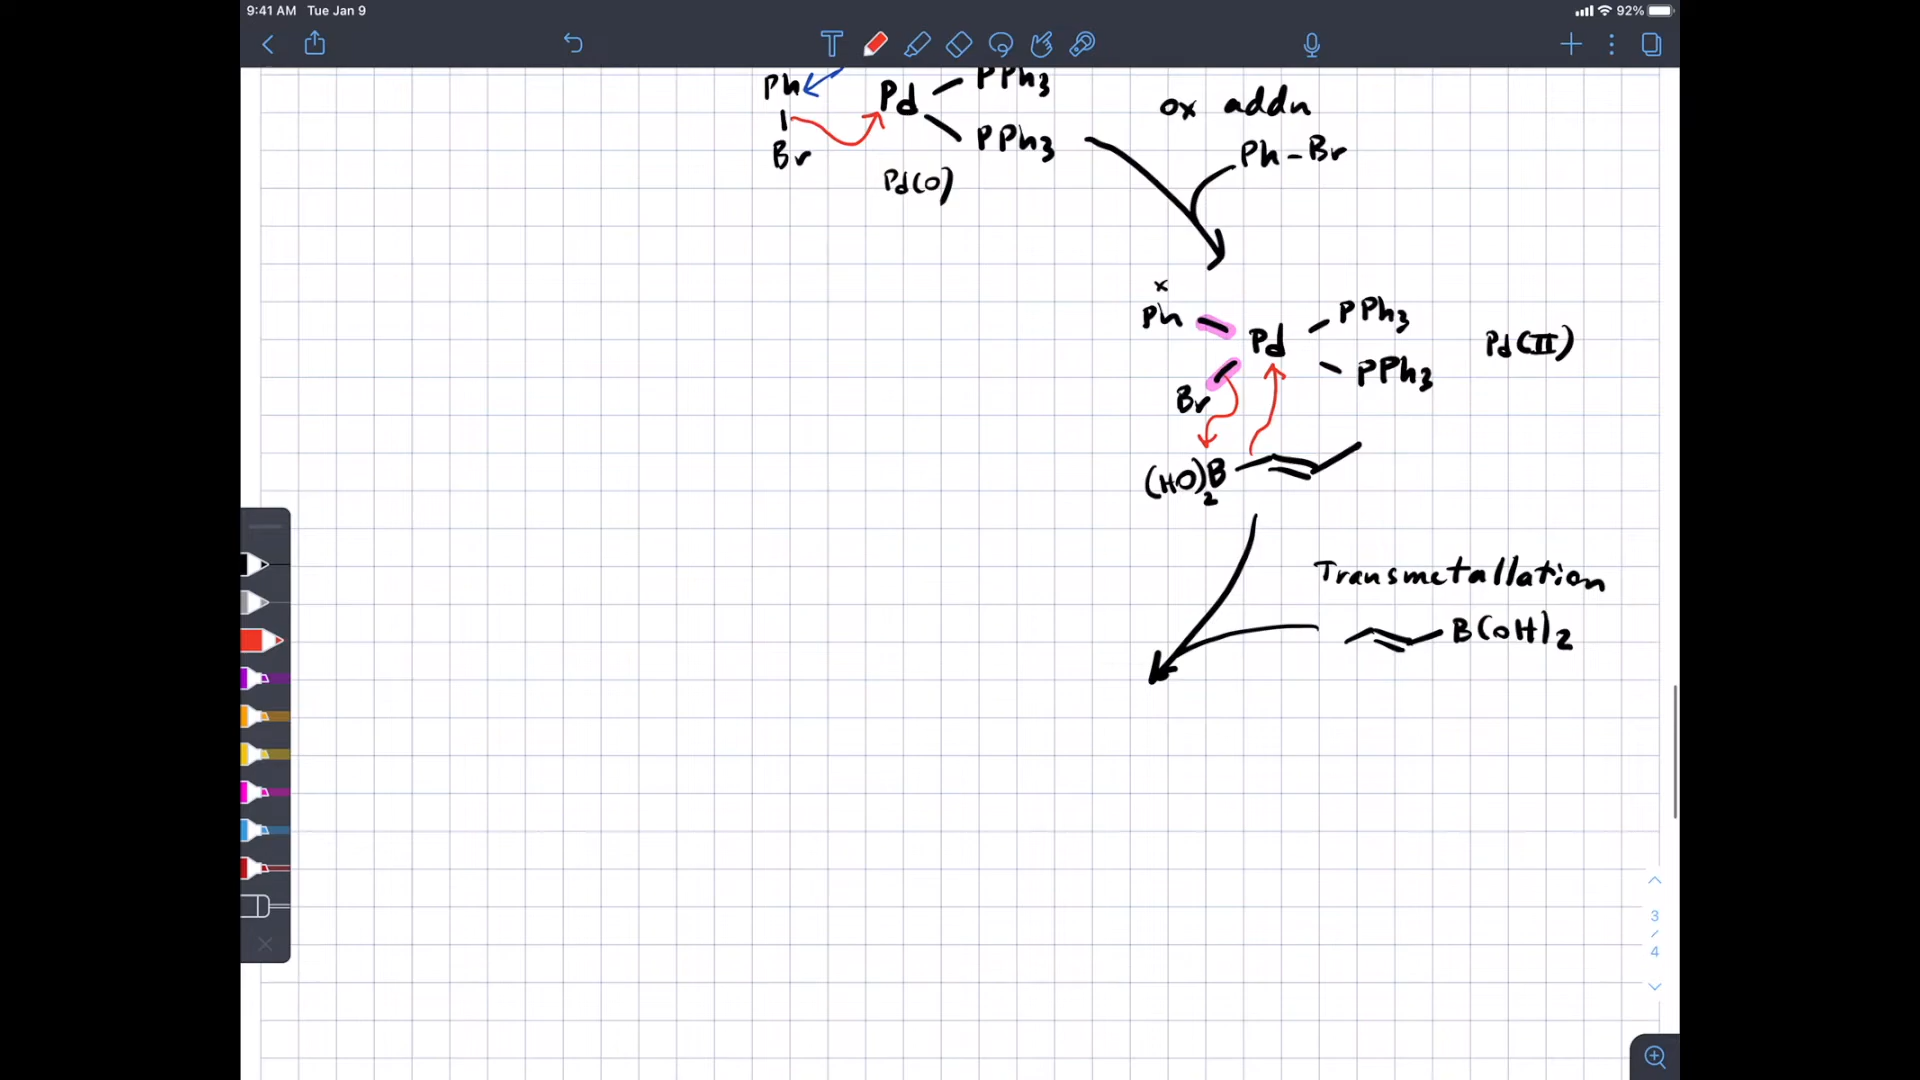 9:41 AM Tue Jan 9
92%
Ph
Pd
PPh3
Br
PPh3
Pd(0)
ox addn
Ph-Br
x
Ph
Pd
PPh3
Pd(II)
Br
PPh3
(HO)2B
Transmetallation
B(OH)2
3
/
4